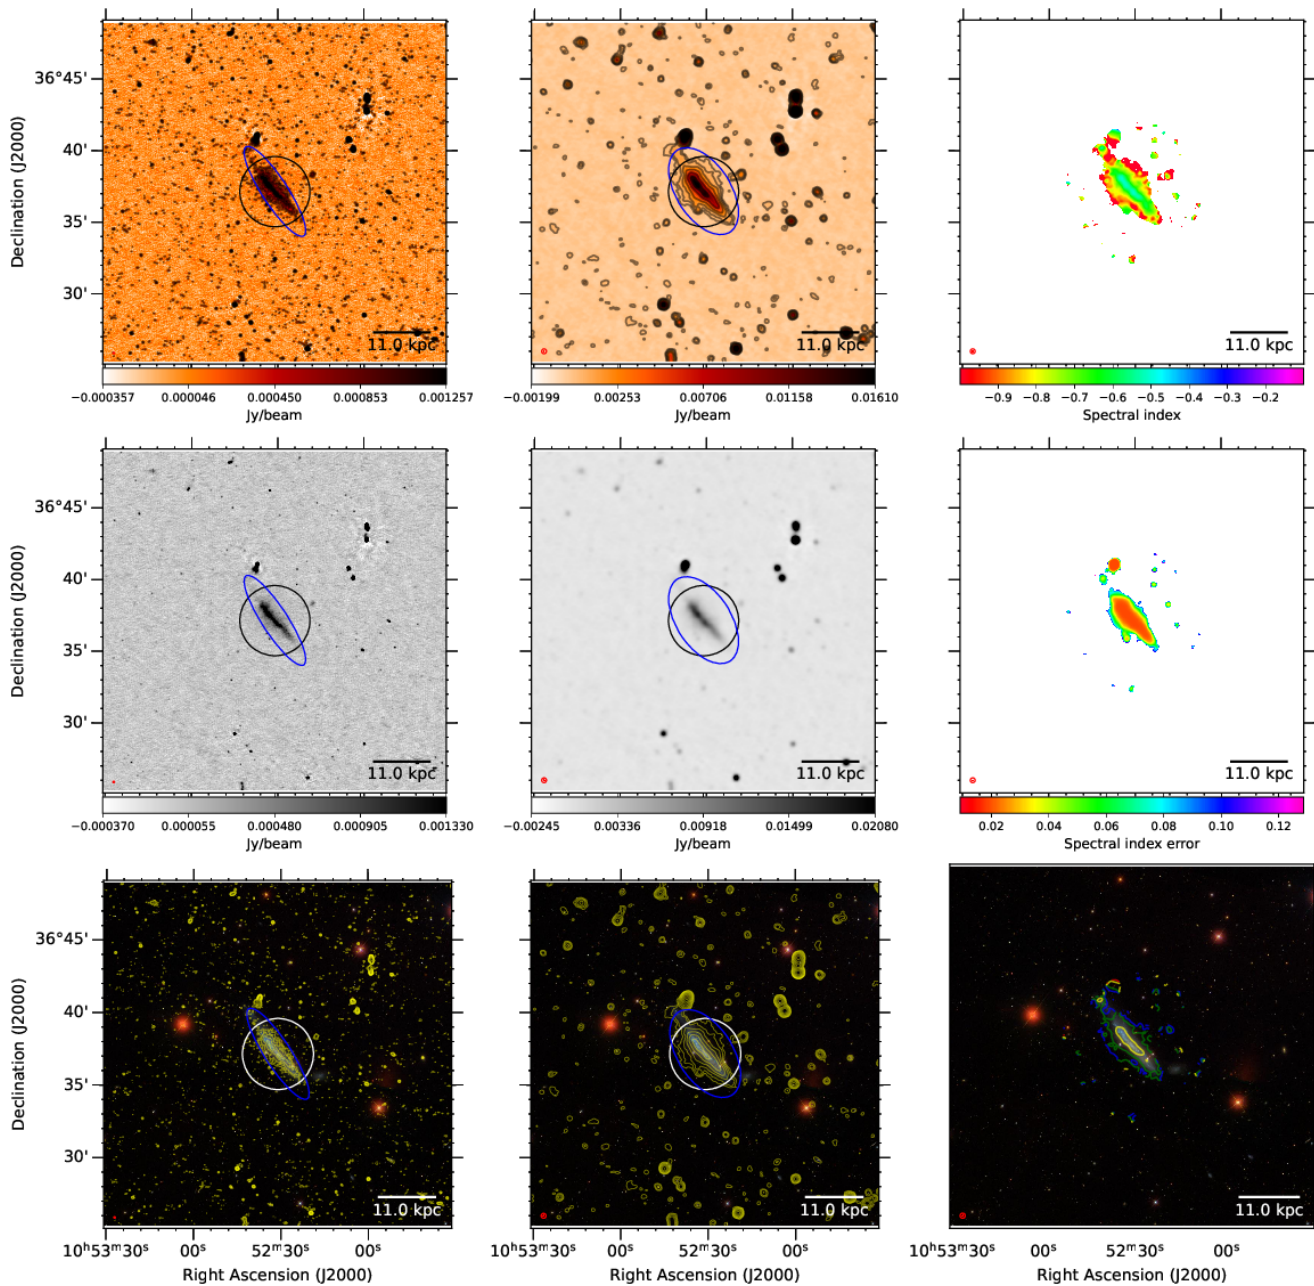 Declination (J2000)
36°45'
40'
35'
30'
11.0 kpc
11.0 kpc
11.0 kpc
−0.000357 0.000046 0.000450 0.000853 0.001257
Jy/beam
−0.00199 0.00253 0.00706 0.01158 0.01610
Jy/beam
−0.9 −0.8 −0.7 −0.6 −0.5 −0.4 −0.3 −0.2
Spectral index
Declination (J2000)
36°45'
40'
35'
30'
11.0 kpc
11.0 kpc
11.0 kpc
−0.000370 0.000055 0.000480 0.000905 0.001330
Jy/beam
−0.00245 0.00336 0.00918 0.01499 0.02080
Jy/beam
0.02 0.04 0.06 0.08 0.10 0.12
Spectral index error
Declination (J2000)
36°45'
40'
35'
30'
11.0 kpc
11.0 kpc
11.0 kpc
10ʰ53ᵐ30ˢ 00ˢ 52ᵐ30ˢ 00ˢ
Right Ascension (J2000)
10ʰ53ᵐ30ˢ 00ˢ 52ᵐ30ˢ 00ˢ
Right Ascension (J2000)
10ʰ53ᵐ30ˢ 00ˢ 52ᵐ30ˢ 00ˢ
Right Ascension (J2000)